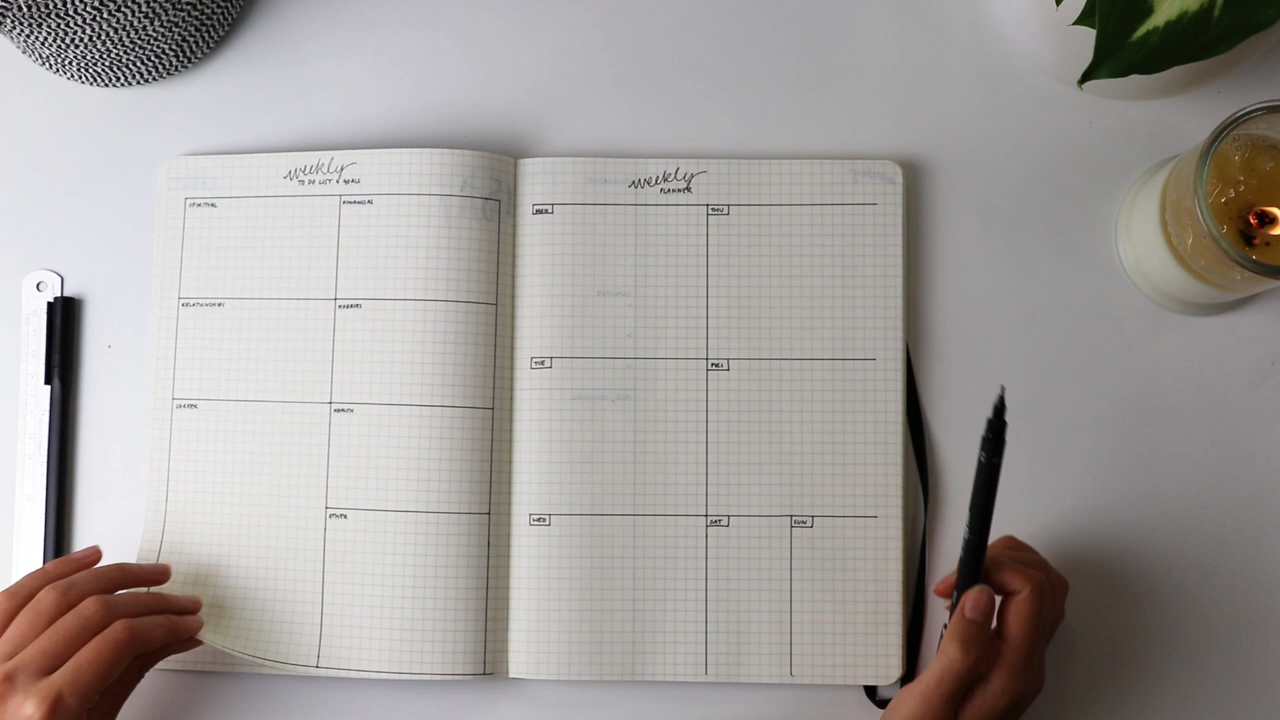 weekly
TO DO LIST & GOALS
SPIRITUAL
FINANCIAL
RELATIONSHIPS
HOBBIES
CAREER
HEALTH
OTHER
weekly
PLANNER
MON
THU
TUE
FRI
WED
SAT
SUN